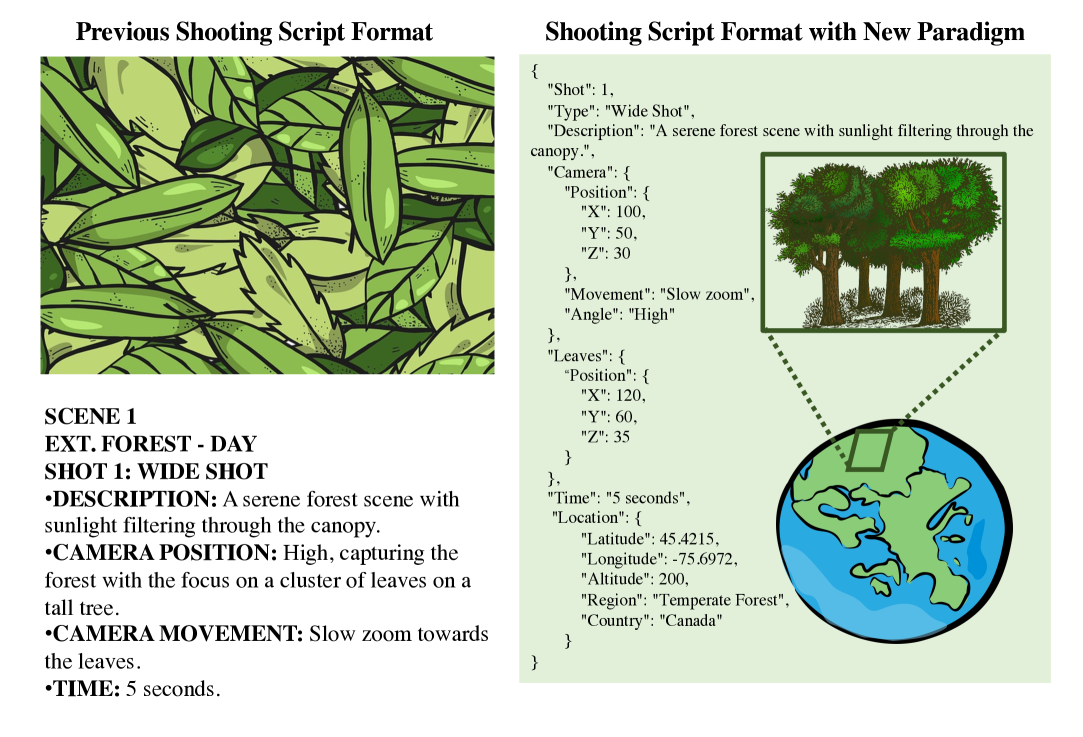 Previous Shooting Script Format
SCENE 1
EXT. FOREST - DAY
SHOT 1: WIDE SHOT
•DESCRIPTION: A serene forest scene with
sunlight filtering through the canopy.
•CAMERA POSITION: High, capturing the
forest with the focus on a cluster of leaves on a
tall tree.
•CAMERA MOVEMENT: Slow zoom towards
the leaves.
•TIME: 5 seconds.
Shooting Script Format with New Paradigm
{
"Shot": 1,
"Type": "Wide Shot",
"Description": "A serene forest scene with sunlight filtering through the
canopy.",
"Camera": {
"Position": {
"X": 100,
"Y": 50,
"Z": 30
},
"Movement": "Slow zoom",
"Angle": "High"
},
"Leaves": {
“Position": {
"X": 120,
"Y": 60,
"Z": 35
}
},
"Time": "5 seconds",
"Location": {
"Latitude": 45.4215,
"Longitude": -75.6972,
"Altitude": 200,
"Region": "Temperate Forest",
"Country": "Canada"
}
}